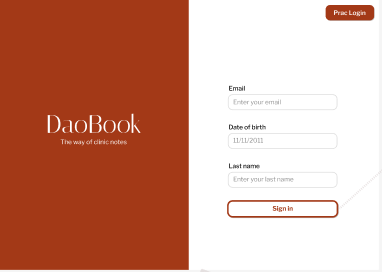 Prac Login
DaoBook
The way of clinic notes
Email
Enter your email
Date of birth
11/11/2011
Last name
Enter your last name
Sign in